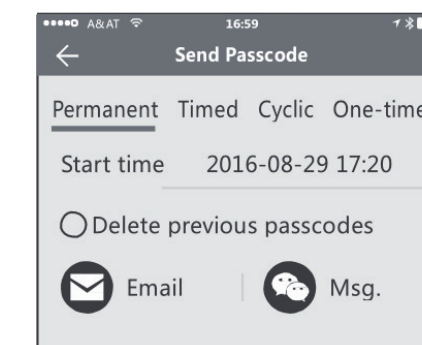 A&AT 16:59
Send Passcode
Permanent Timed Cyclic One-time
Start time 2016-08-29 17:20
Delete previous passcodes
Email Msg.